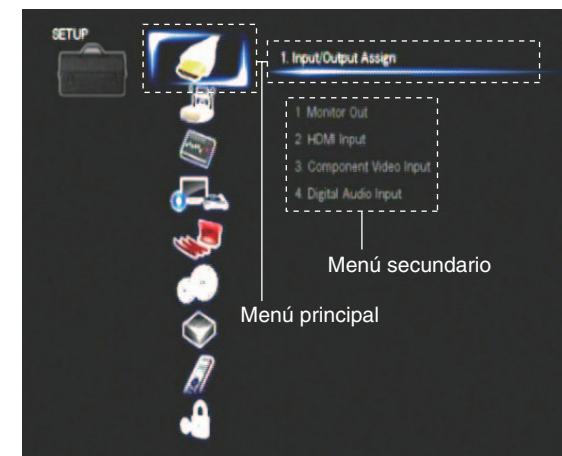 SETUP
1. Input/Output Assign
1 Monitor Out
2 HDMI Input
3. Component Video Input
4. Digital Audio Input
Menú secundario
Menú principal